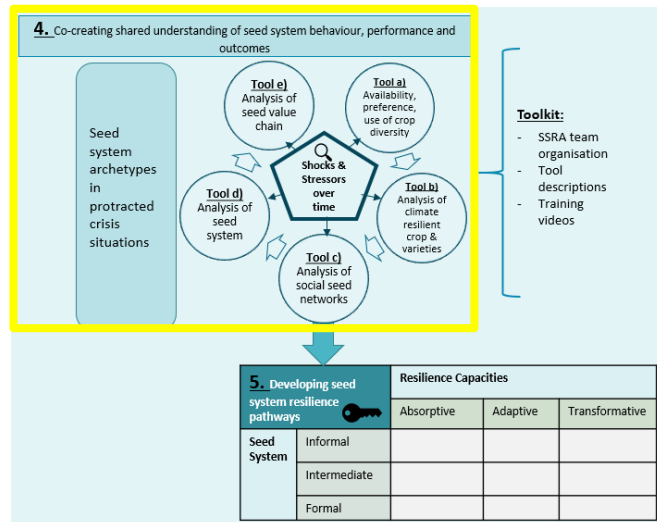 4. Co-creating shared understanding of seed system behaviour, performance and
outcomes
Seed
system
archetypes
in
protracted
crisis
situations
Tool e)
Analysis of
seed value
chain
Tool a)
Availability,
preference,
use of crop
diversity
Shocks &
Stressors
over
time
Tool d)
Analysis of
seed
system
Tool b)
Analysis of
climate
resilient
crop &
varieties
Tool c)
Analysis of
social seed
networks
Toolkit:
- SSRA team
organisation
- Tool
descriptions
- Training
videos
5. Developing seed
system resilience
pathways
Resilience Capacities
Absorptive
Adaptive
Transformative
Seed
System
Informal
Intermediate
Formal